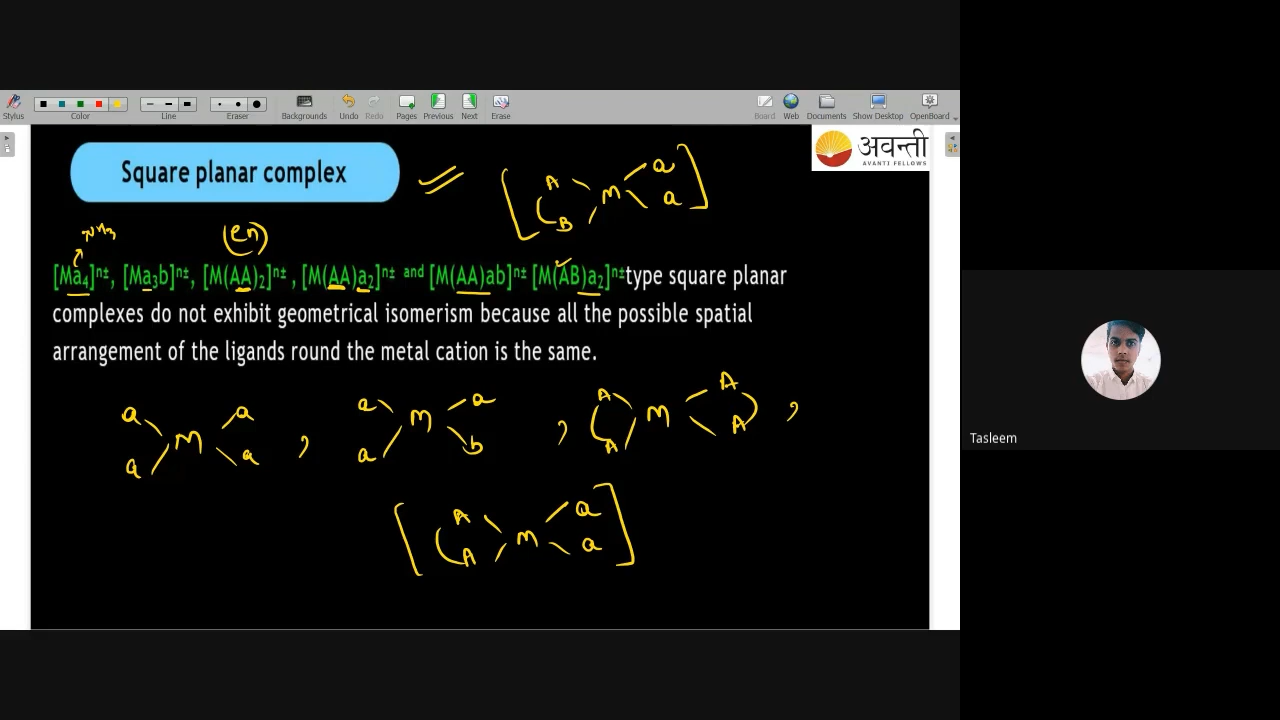 Stylus Color Line Eraser Backgrounds Undo Redo Pages Previous Next Erase Board Web Documents Show Desktop OpenBoard
अवन्ती
AVANTI FELLOWS
Square planar complex
[A B M a a]
NH3
(en)
[Ma4]n±, [Ma3b]n±, [M(AA)2]n±, [M(AA)a2]n± and [M(AA)ab]n± [M(AB)a2]n± type square planar
complexes do not exhibit geometrical isomerism because all the possible spatial
arrangement of the ligands round the metal cation is the same.
a a M a a , a a M a b , A A M A A ,
[A A M a a]
Tasleem